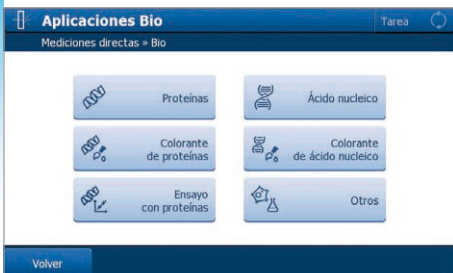 Aplicaciones Bio
Tarea
Mediciones directas » Bio
Proteínas
Ácido nucleico
Colorante
de proteínas
Colorante
de ácido nucleico
Ensayo
con proteínas
Otros
Volver